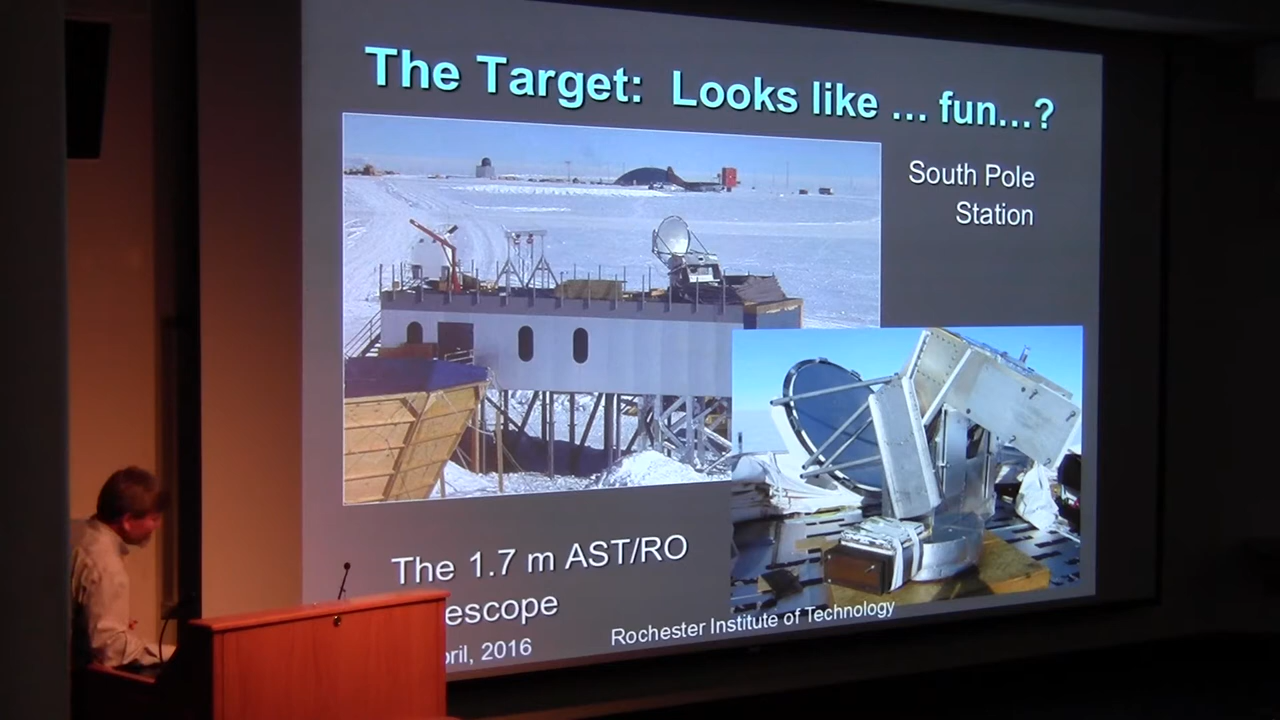 The Target: Looks like ... fun...?
South Pole
Station
The 1.7 m AST/RO
escope
ril, 2016
Rochester Institute of Technology